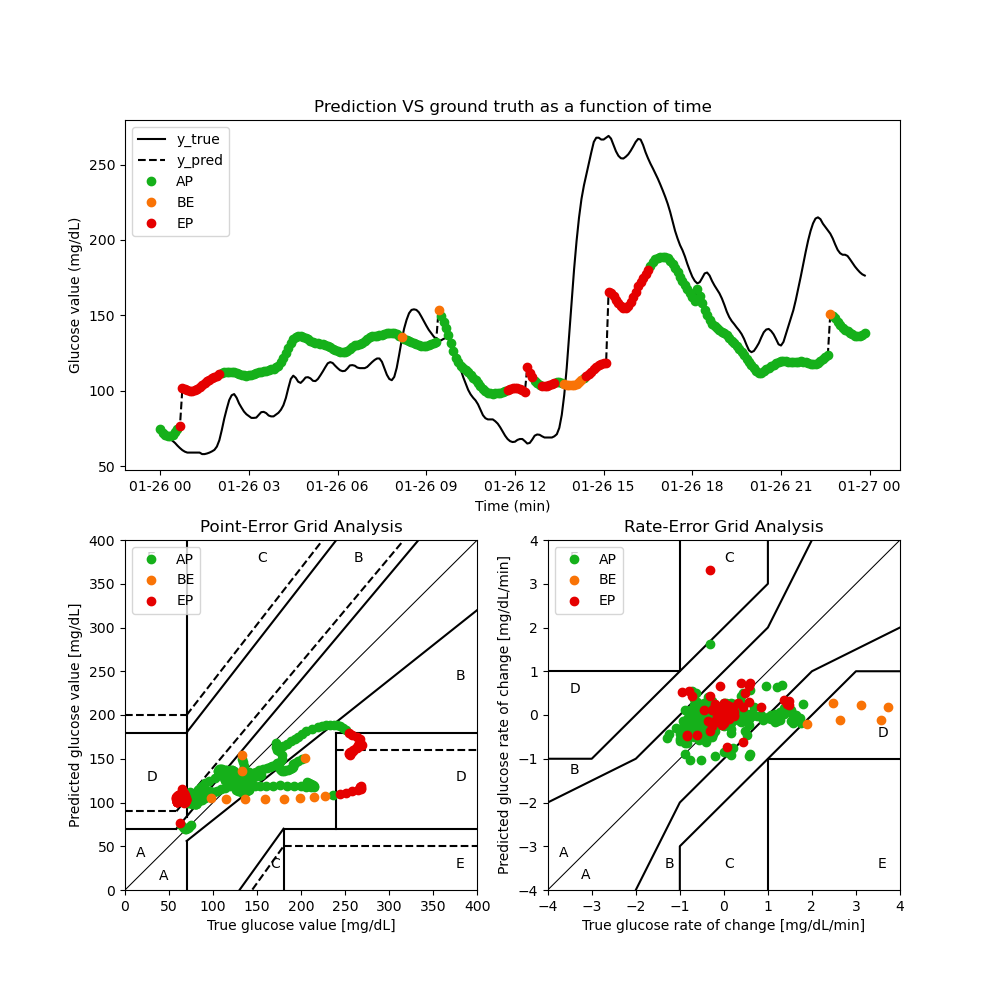 Prediction VS ground truth as a function of time
Glucose value (mg/dL)
250
200
150
100
50
y_true
y_pred
AP
BE
EP
01-26 00
01-26 03
01-26 06
01-26 09
01-26 12
01-26 15
01-26 18
01-26 21
01-27 00
Time (min)
Point-Error Grid Analysis
Predicted glucose value [mg/dL]
400
350
300
250
200
150
100
50
0
AP
BE
EP
C
B
B
D
D
A
A
C
E
0
50
100
150
200
250
300
350
400
True glucose value [mg/dL]
Rate-Error Grid Analysis
Predicted glucose rate of change [mg/dL/min]
4
3
2
1
0
−1
−2
−3
−4
AP
BE
EP
C
D
D
B
A
A
B
C
E
−4
−3
−2
−1
0
1
2
3
4
True glucose rate of change [mg/dL/min]